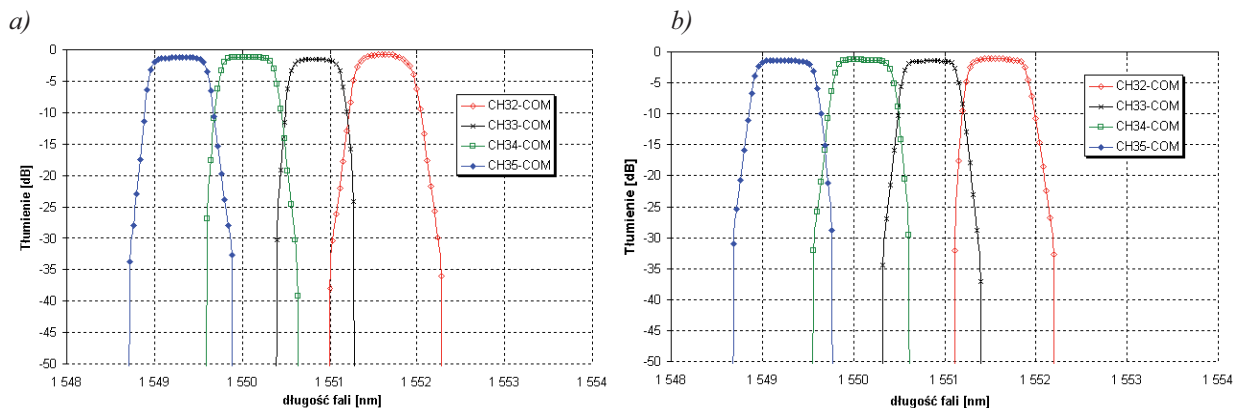 a)
b)
0
-5
-10
-15
-20
-25
-30
-35
-40
-45
-50
Tłumienie [dB]
CH32-COM
CH33-COM
CH34-COM
CH35-COM
1 548 1 549 1 550 1 551 1 552 1 553 1 554
długość fali [nm]
0
-5
-10
-15
-20
-25
-30
-35
-40
-45
-50
Tłumienie [dB]
CH32-COM
CH33-COM
CH34-COM
CH35-COM
1 548 1 549 1 550 1 551 1 552 1 553 1 554
długość fali [nm]